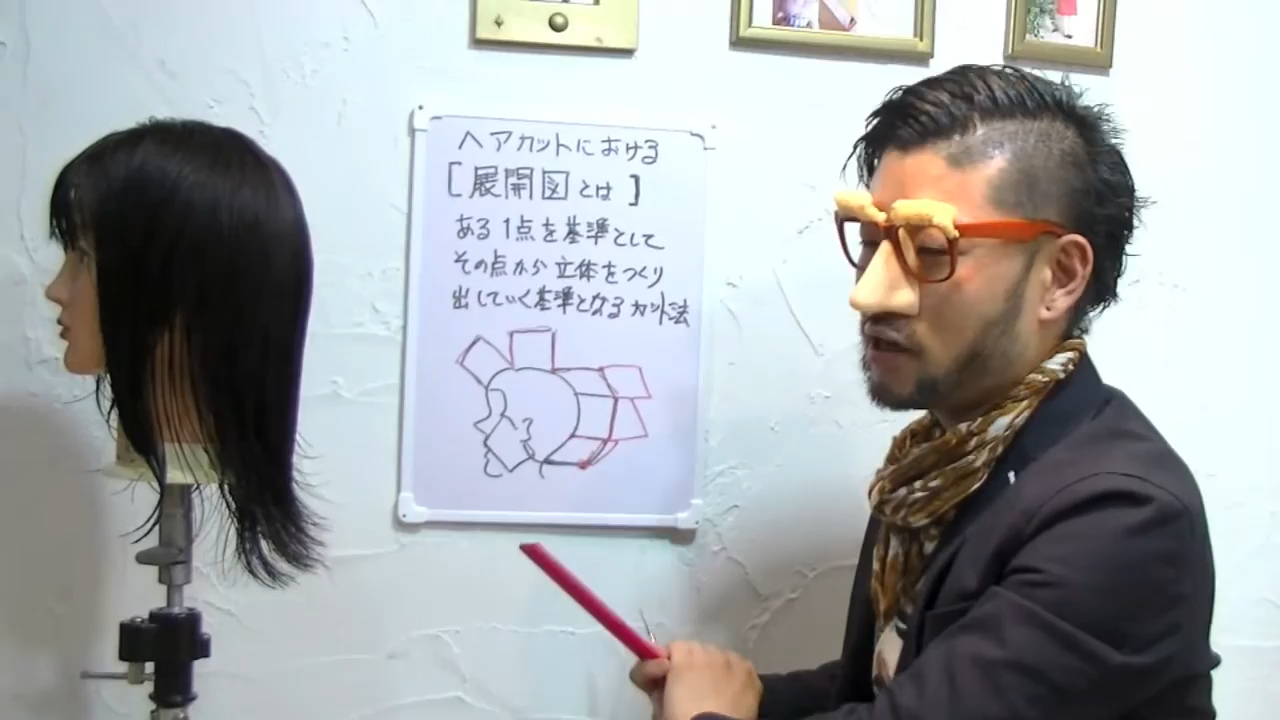 ヘアカットにおける
[展開図とは]
ある1点を基準として
その点から立体をつくり
出していく基準となるカット法